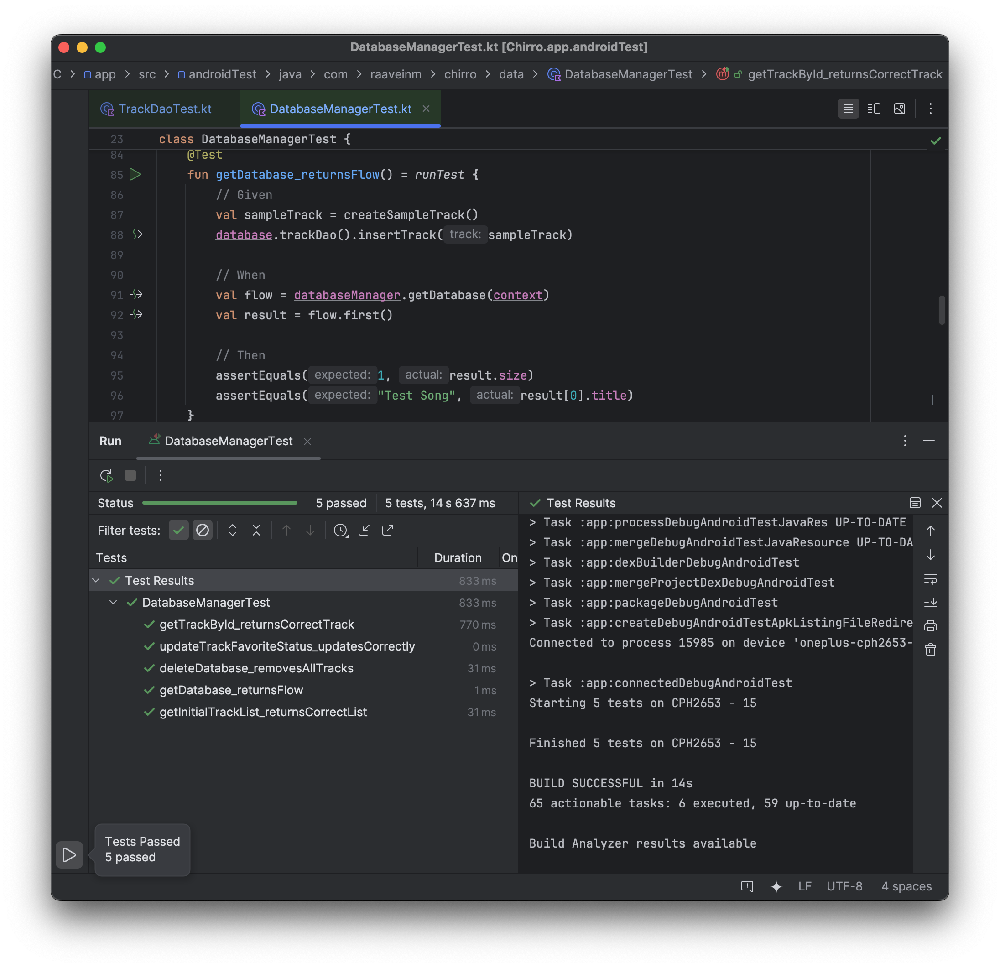 DatabaseManagerTest.kt [Chirro.app.androidTest]
C > app > src > androidTest > java > com > raaveinm > chirro > data > DatabaseManagerTest > getTrackById_returnsCorrectTrack
TrackDaoTest.kt
DatabaseManagerTest.kt
23 class DatabaseManagerTest {
84 @Test
85 fun getDatabase_returnsFlow() = runTest {
86 // Given
87 val sampleTrack = createSampleTrack()
88 database.trackDao().insertTrack( track: sampleTrack)
89
90 // When
91 val flow = databaseManager.getDatabase(context)
92 val result = flow.first()
93
94 // Then
95 assertEquals( expected: 1, actual: result.size)
96 assertEquals( expected: "Test Song", actual: result[0].title)
97 }
Run DatabaseManagerTest
Status 5 passed 5 tests, 14 s 637 ms
Filter tests:
Tests Duration On
Test Results 833 ms
DatabaseManagerTest 833 ms
getTrackById_returnsCorrectTrack 770 ms
updateTrackFavoriteStatus_updatesCorrectly 0 ms
deleteDatabase_removesAllTracks 31 ms
getDatabase_returnsFlow 1 ms
getInitialTrackList_returnsCorrectList 31 ms
Test Results
> Task :app:processDebugAndroidTestJavaRes UP-TO-DATE
> Task :app:mergeDebugAndroidTestJavaResource UP-TO-DA
> Task :app:dexBuilderDebugAndroidTest
> Task :app:mergeProjectDexDebugAndroidTest
> Task :app:packageDebugAndroidTest
> Task :app:createDebugAndroidTestApkListingFileRedire
Connected to process 15985 on device 'oneplus-cph2653-
> Task :app:connectedDebugAndroidTest
Starting 5 tests on CPH2653 - 15
Finished 5 tests on CPH2653 - 15
BUILD SUCCESSFUL in 14s
65 actionable tasks: 6 executed, 59 up-to-date
Build Analyzer results available
Tests Passed
5 passed
LF UTF-8 4 spaces